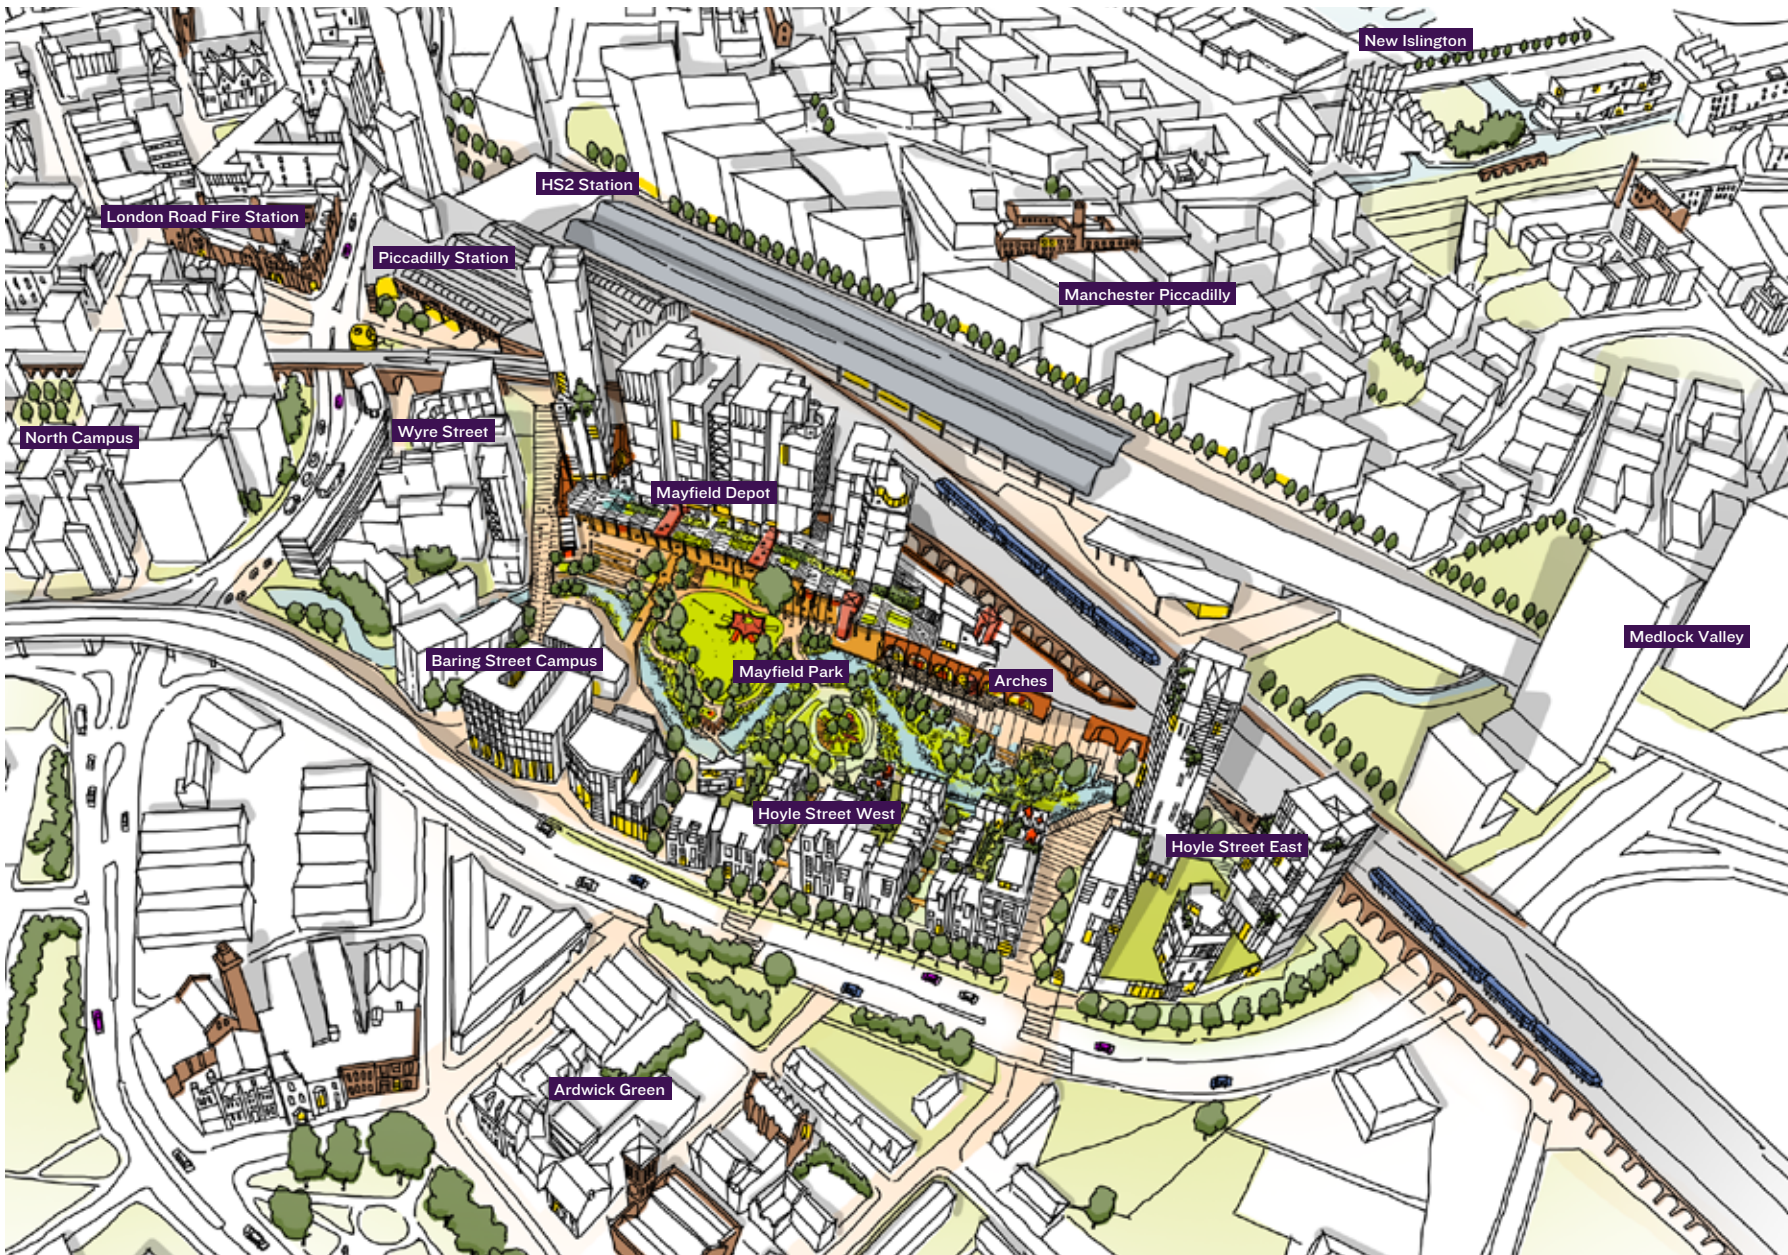 New Islington
HS2 Station
London Road Fire Station
Piccadilly Station
Manchester Piccadilly
North Campus
Wyre Street
Mayfield Depot
Medlock Valley
Baring Street Campus
Mayfield Park
Arches
Hoyle Street West
Hoyle Street East
Ardwick Green